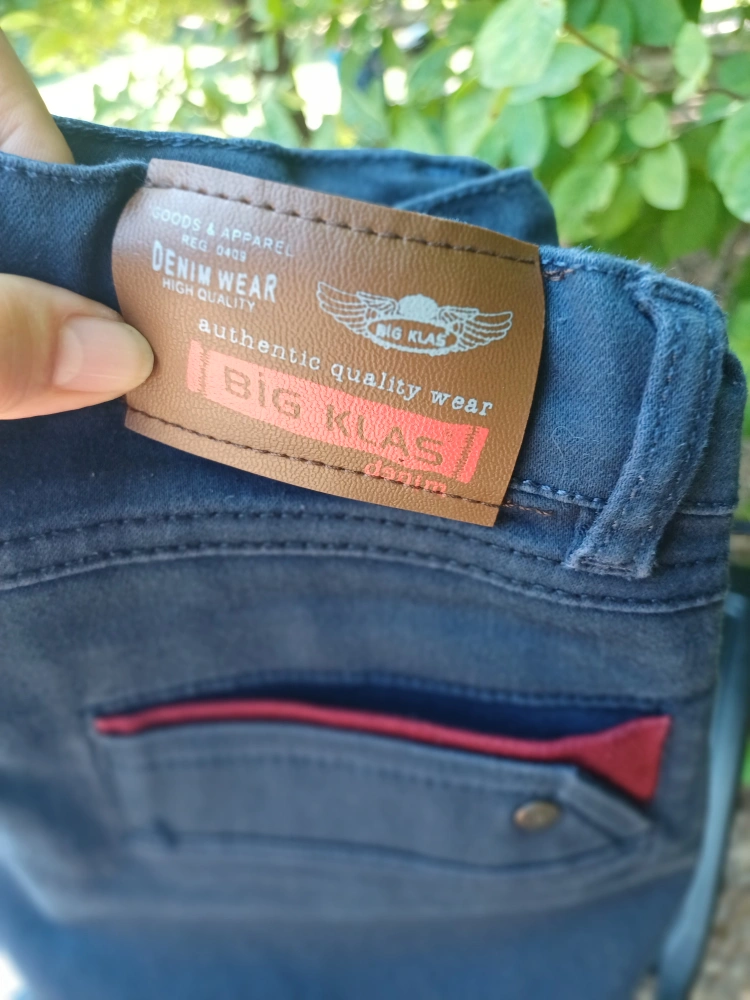 GOODS & APPAREL
REG. 0409
DENIM WEAR
HIGH QUALITY
BIG KLAS
authentic quality wear
BiG KLAS
denim